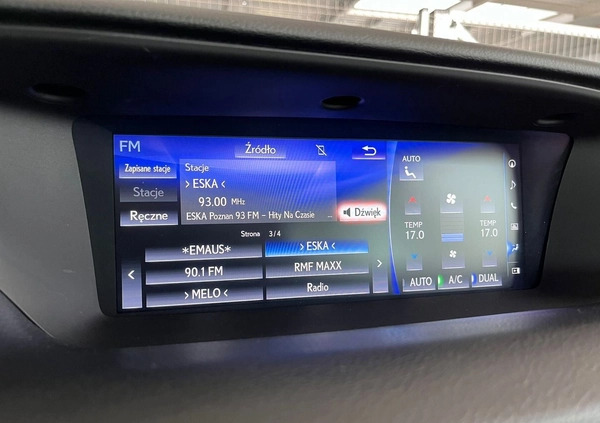 FM
Źródło
Zapisane stacje
Stacje
Ręczne
Stacje
> ESKA <
93.00 MHz
ESKA Poznan 93 FM – Hity Na Czasie ...
Dźwięk
Strona 3/4
*EMAUS*
> ESKA <
90.1 FM
RMF MAXX
> MELO <
Radio
<
>
AUTO
TEMP
17.0
TEMP
17.0
AUTO
A/C
DUAL